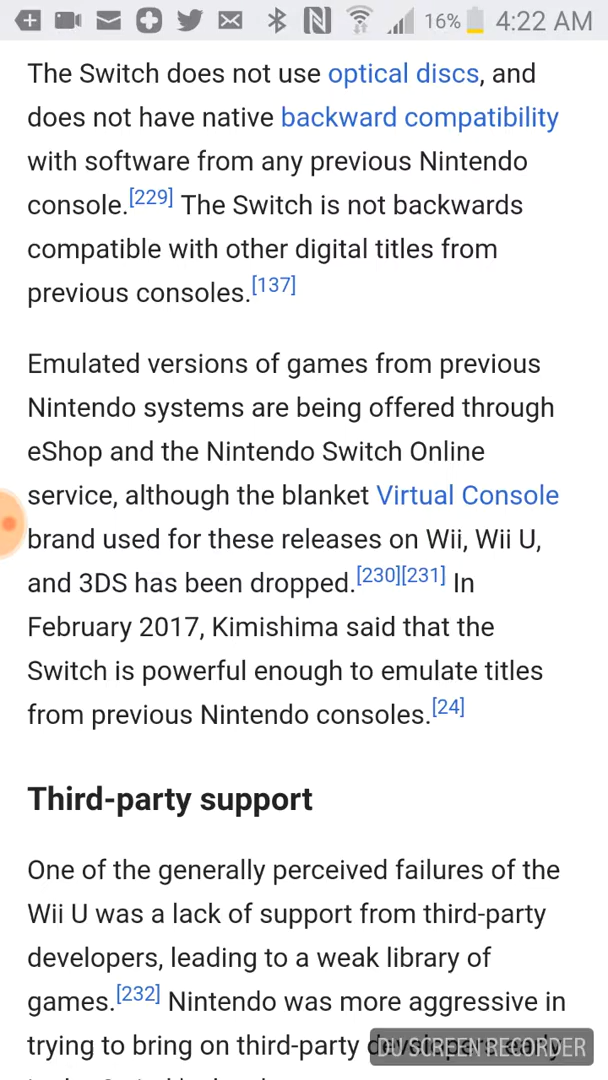 16% 4:22 AM
The Switch does not use optical discs, and
does not have native backward compatibility
with software from any previous Nintendo
console.[229] The Switch is not backwards
compatible with other digital titles from
previous consoles.[137]
Emulated versions of games from previous
Nintendo systems are being offered through
eShop and the Nintendo Switch Online
service, although the blanket Virtual Console
brand used for these releases on Wii, Wii U,
and 3DS has been dropped.[230][231] In
February 2017, Kimishima said that the
Switch is powerful enough to emulate titles
from previous Nintendo consoles.[24]
Third-party support
One of the generally perceived failures of the
Wii U was a lack of support from third-party
developers, leading to a weak library of
games.[232] Nintendo was more aggressive in
trying to bring on third-party
DU SCREEN RECORDER